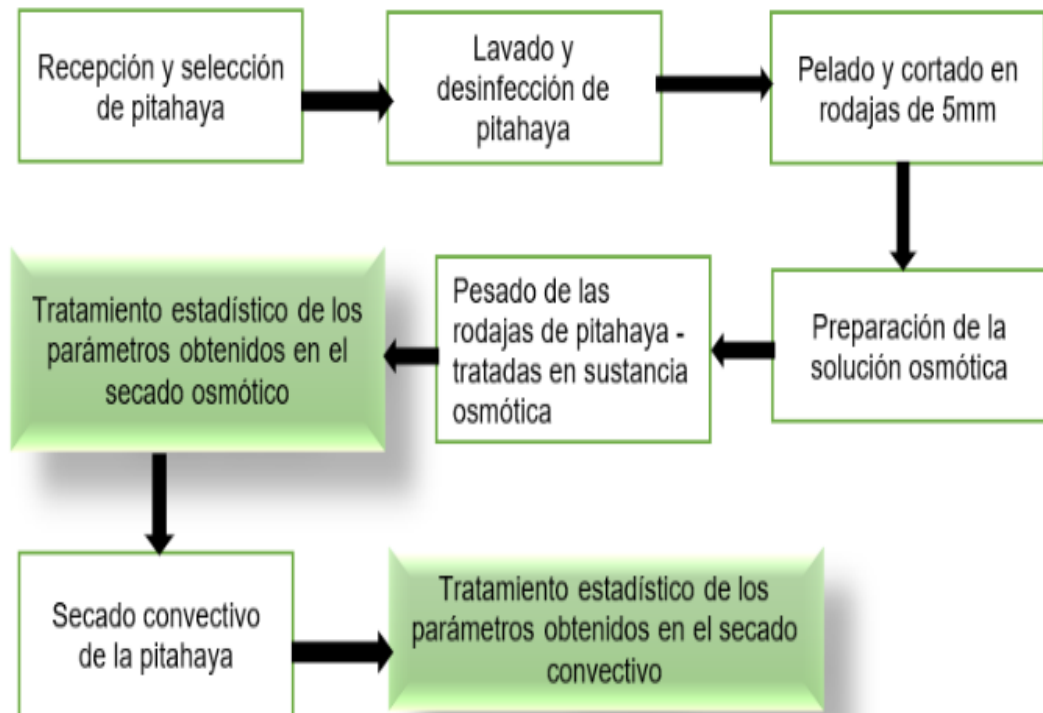 Recepción y selección
de pitahaya
Lavado y
desinfección de
pitahaya
Pelado y cortado en
rodajas de 5mm
Preparación de la
solución osmótica
Pesado de las
rodajas de pitahaya -
tratadas en sustancia
osmótica
Tratamiento estadístico de los
parámetros obtenidos en el
secado osmótico
Secado convectivo
de la pitahaya
Tratamiento estadístico de los
parámetros obtenidos en el secado
convectivo